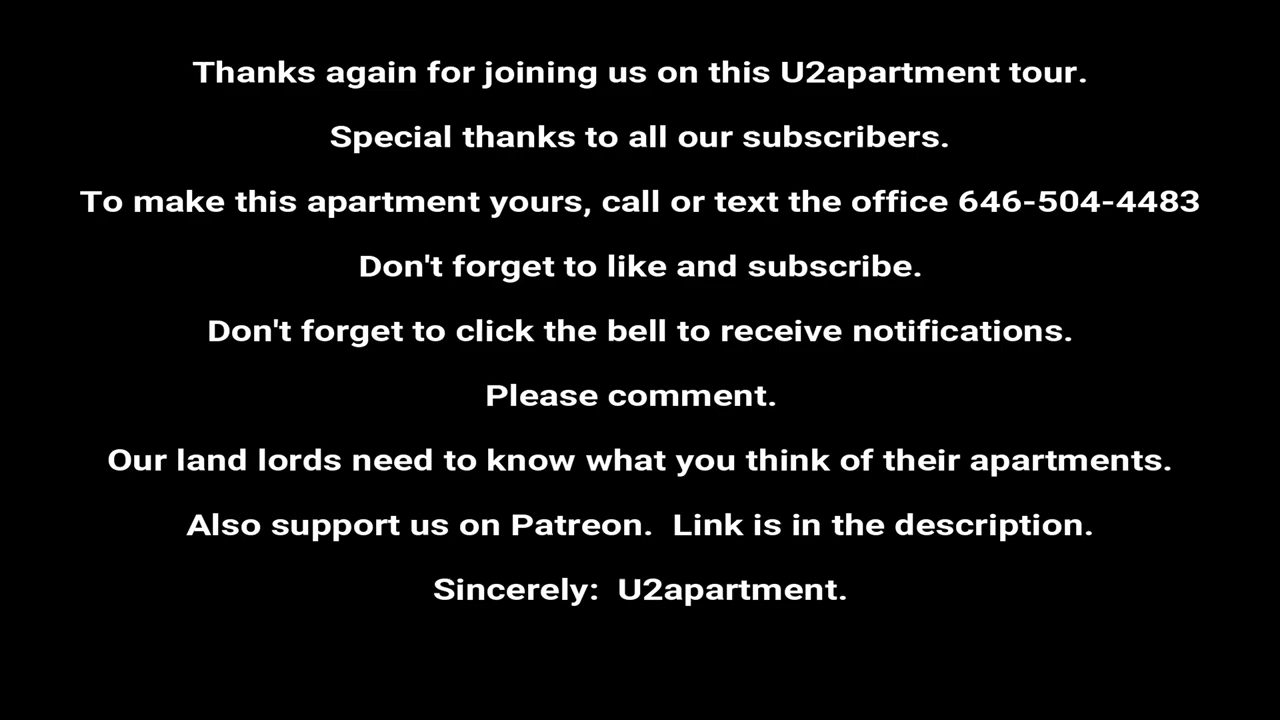 Thanks again for joining us on this U2apartment tour.
Special thanks to all our subscribers.
To make this apartment yours, call or text the office 646-504-4483
Don't forget to like and subscribe.
Don't forget to click the bell to receive notifications.
Please comment.
Our land lords need to know what you think of their apartments.
Also support us on Patreon.  Link is in the description.
Sincerely:  U2apartment.